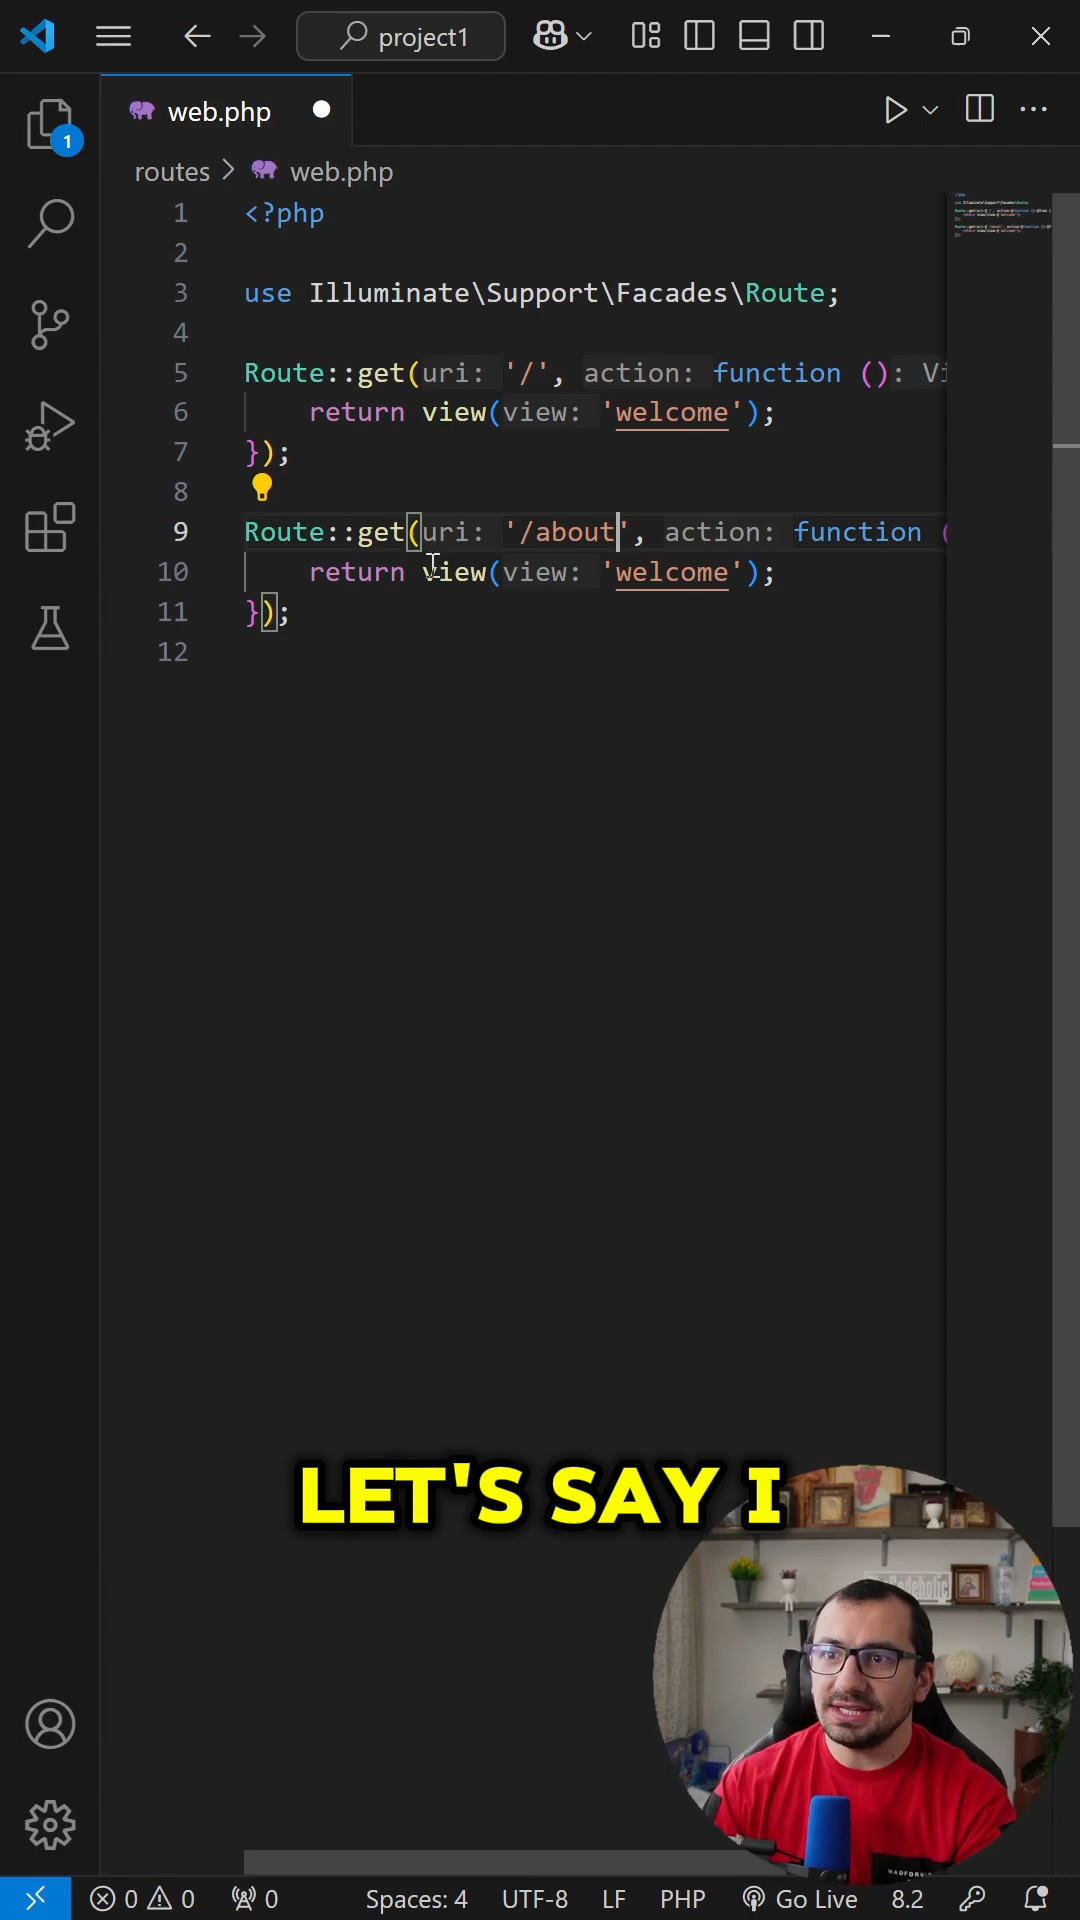 project1
web.php
1
routes > web.php
1 <?php
2
3 use Illuminate\Support\Facades\Route;
4
5 Route::get(uri: '/', action: function (): Vi
6 return view(view: 'welcome');
7 });
8
9 Route::get(uri: '/about', action: function (
10 return view(view: 'welcome');
11 });
12
LET'S SAY I
0 0 0 Spaces: 4 UTF-8 LF PHP Go Live 8.2